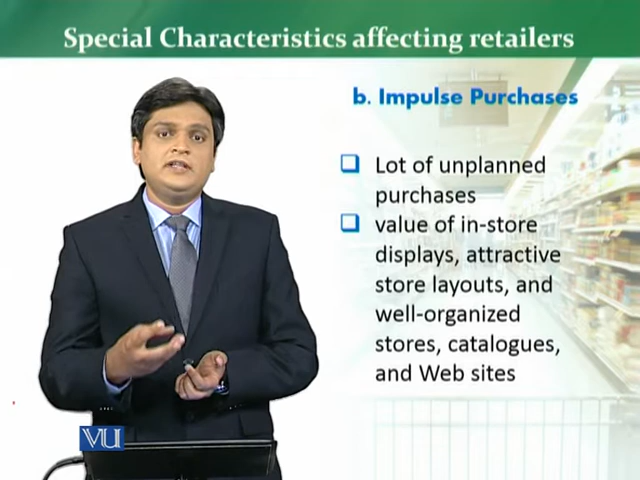 Special Characteristics affecting retailers
b. Impulse Purchases
Lot of unplanned
purchases
value of in-store
displays, attractive
store layouts, and
well-organized
stores, catalogues,
and Web sites
VU